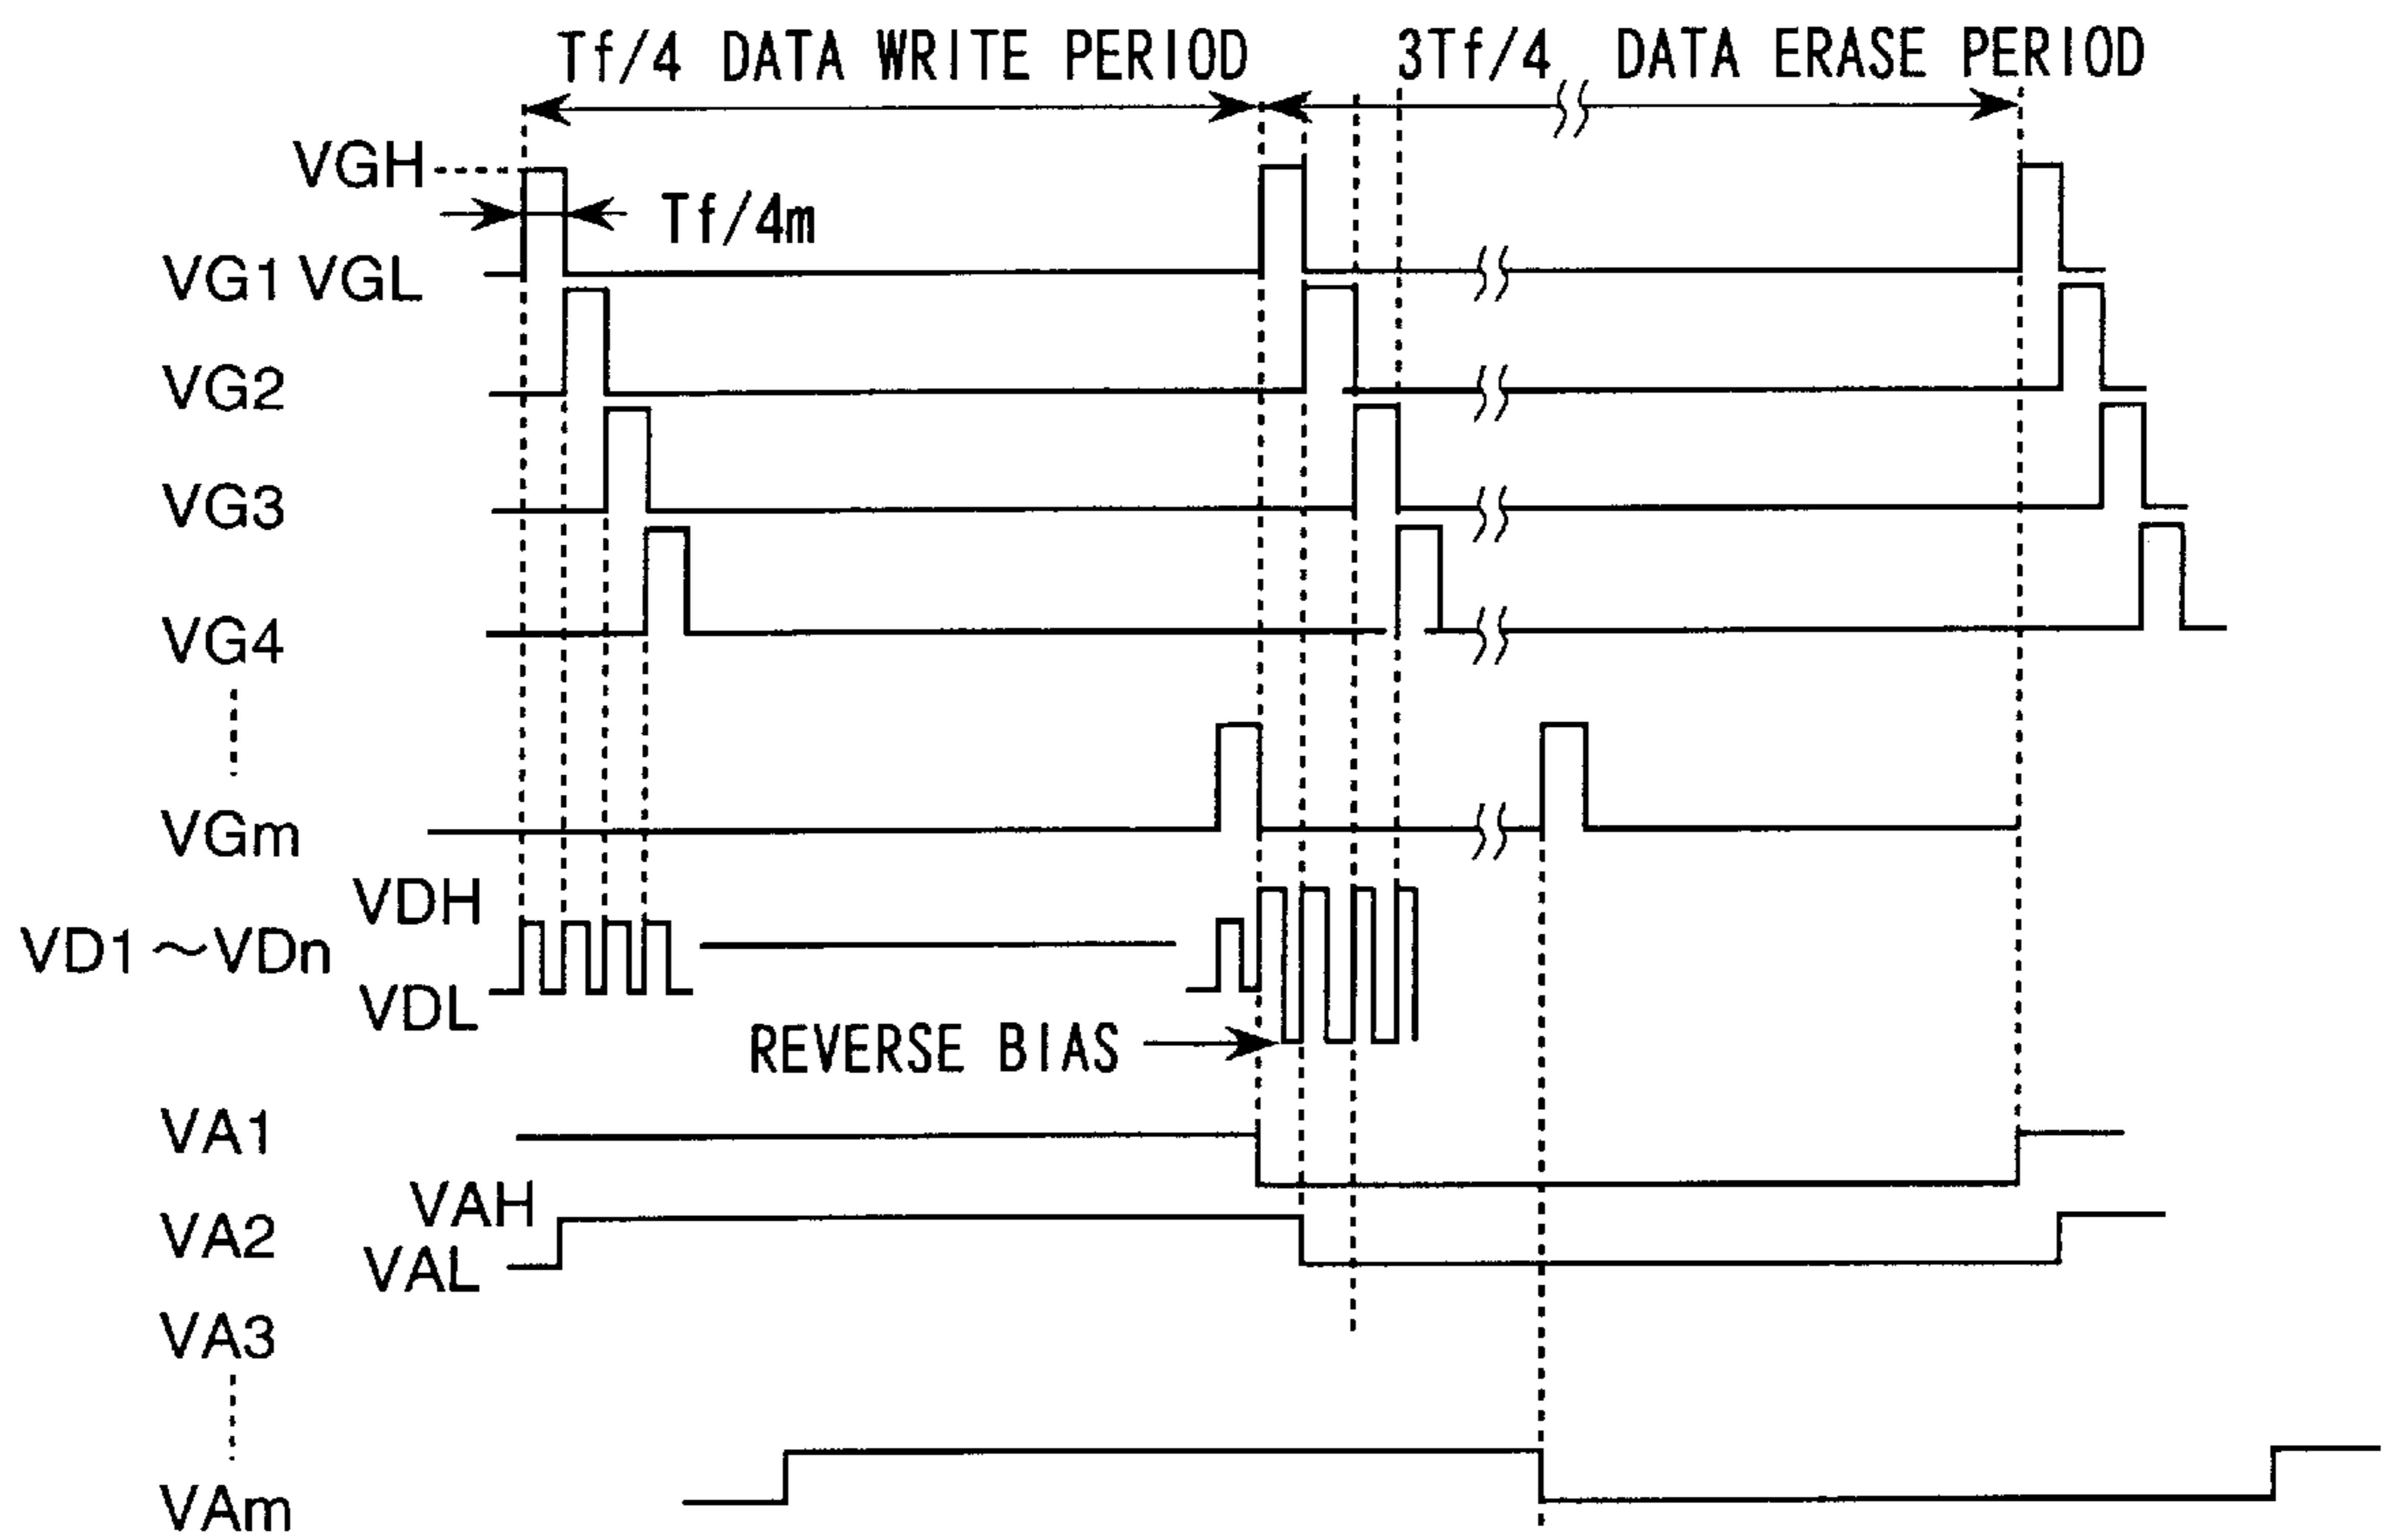 Tf/4 DATA WRITE PERIOD 3Tf/4 DATA ERASE PERIOD
VGH
Tf/4m
VG1 VGL
VG2
VG3
VG4
VGm
VDH
VD1～VDn
VDL
REVERSE BIAS
VA1
VAH
VA2
VAL
VA3
VAm